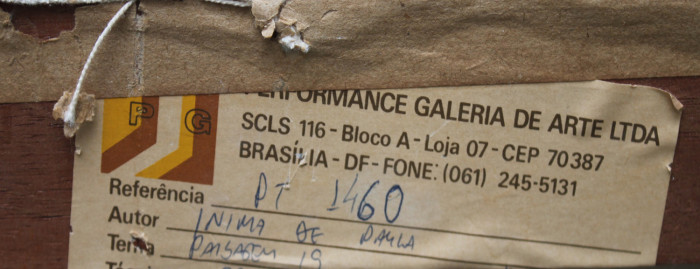 PERFORMANCE GALERIA DE ARTE LTDA
SCLS 116 - Bloco A - Loja 07 - CEP 70387
BRASÍLIA - DF - FONE: (061) 245-5131
P G
Referência PT 1460
Autor INIMA DE PAULA
Tema PAISAGEM 19